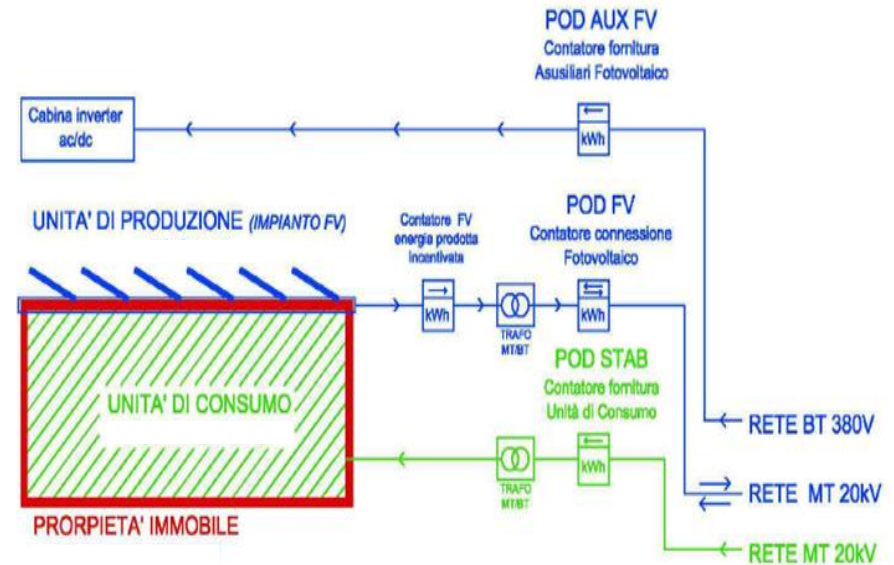 POD AUX FV
Contatore fornitura
Asusiliari Fotovoltaico
Cabina inverter
ac/dc
kWh
UNITA' DI PRODUZIONE (IMPIANTO FV)
Contatore FV
energia prodotta
incentivata
POD FV
Contatore connessione
Fotovoltaico
kWh
kWh
TRAFO
MT/BT
POD STAB
Contatore fornitura
Unità di Consumo
UNITA' DI CONSUMO
kWh
TRAFO
MT/BT
RETE BT 380V
RETE MT 20kV
RETE MT 20kV
PRORPIETA' IMMOBILE